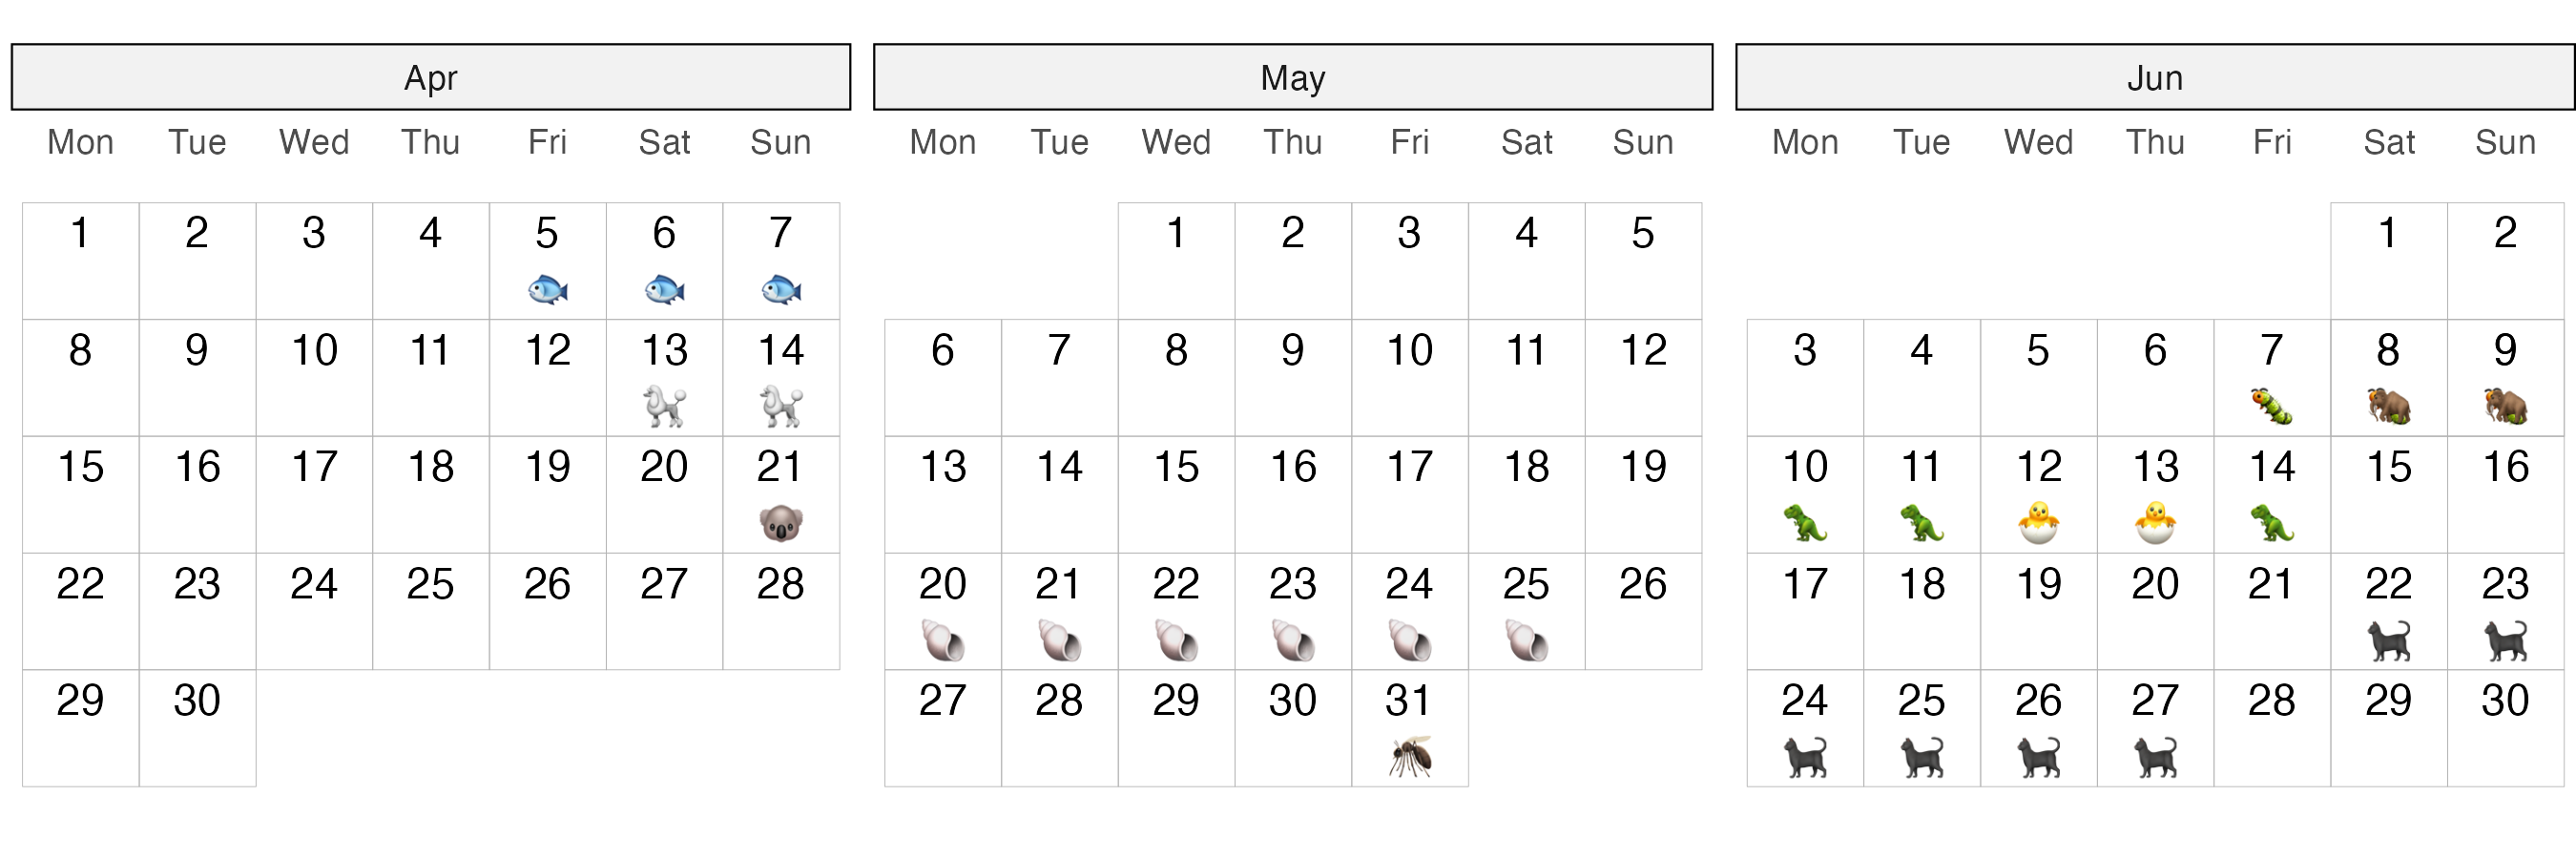 Apr
Mon Tue Wed Thu Fri Sat Sun
1 2 3 4 5 6 7
8 9 10 11 12 13 14
15 16 17 18 19 20 21
22 23 24 25 26 27 28
29 30
May
Mon Tue Wed Thu Fri Sat Sun
1 2 3 4 5
6 7 8 9 10 11 12
13 14 15 16 17 18 19
20 21 22 23 24 25 26
27 28 29 30 31
Jun
Mon Tue Wed Thu Fri Sat Sun
1 2
3 4 5 6 7 8 9
10 11 12 13 14 15 16
17 18 19 20 21 22 23
24 25 26 27 28 29 30